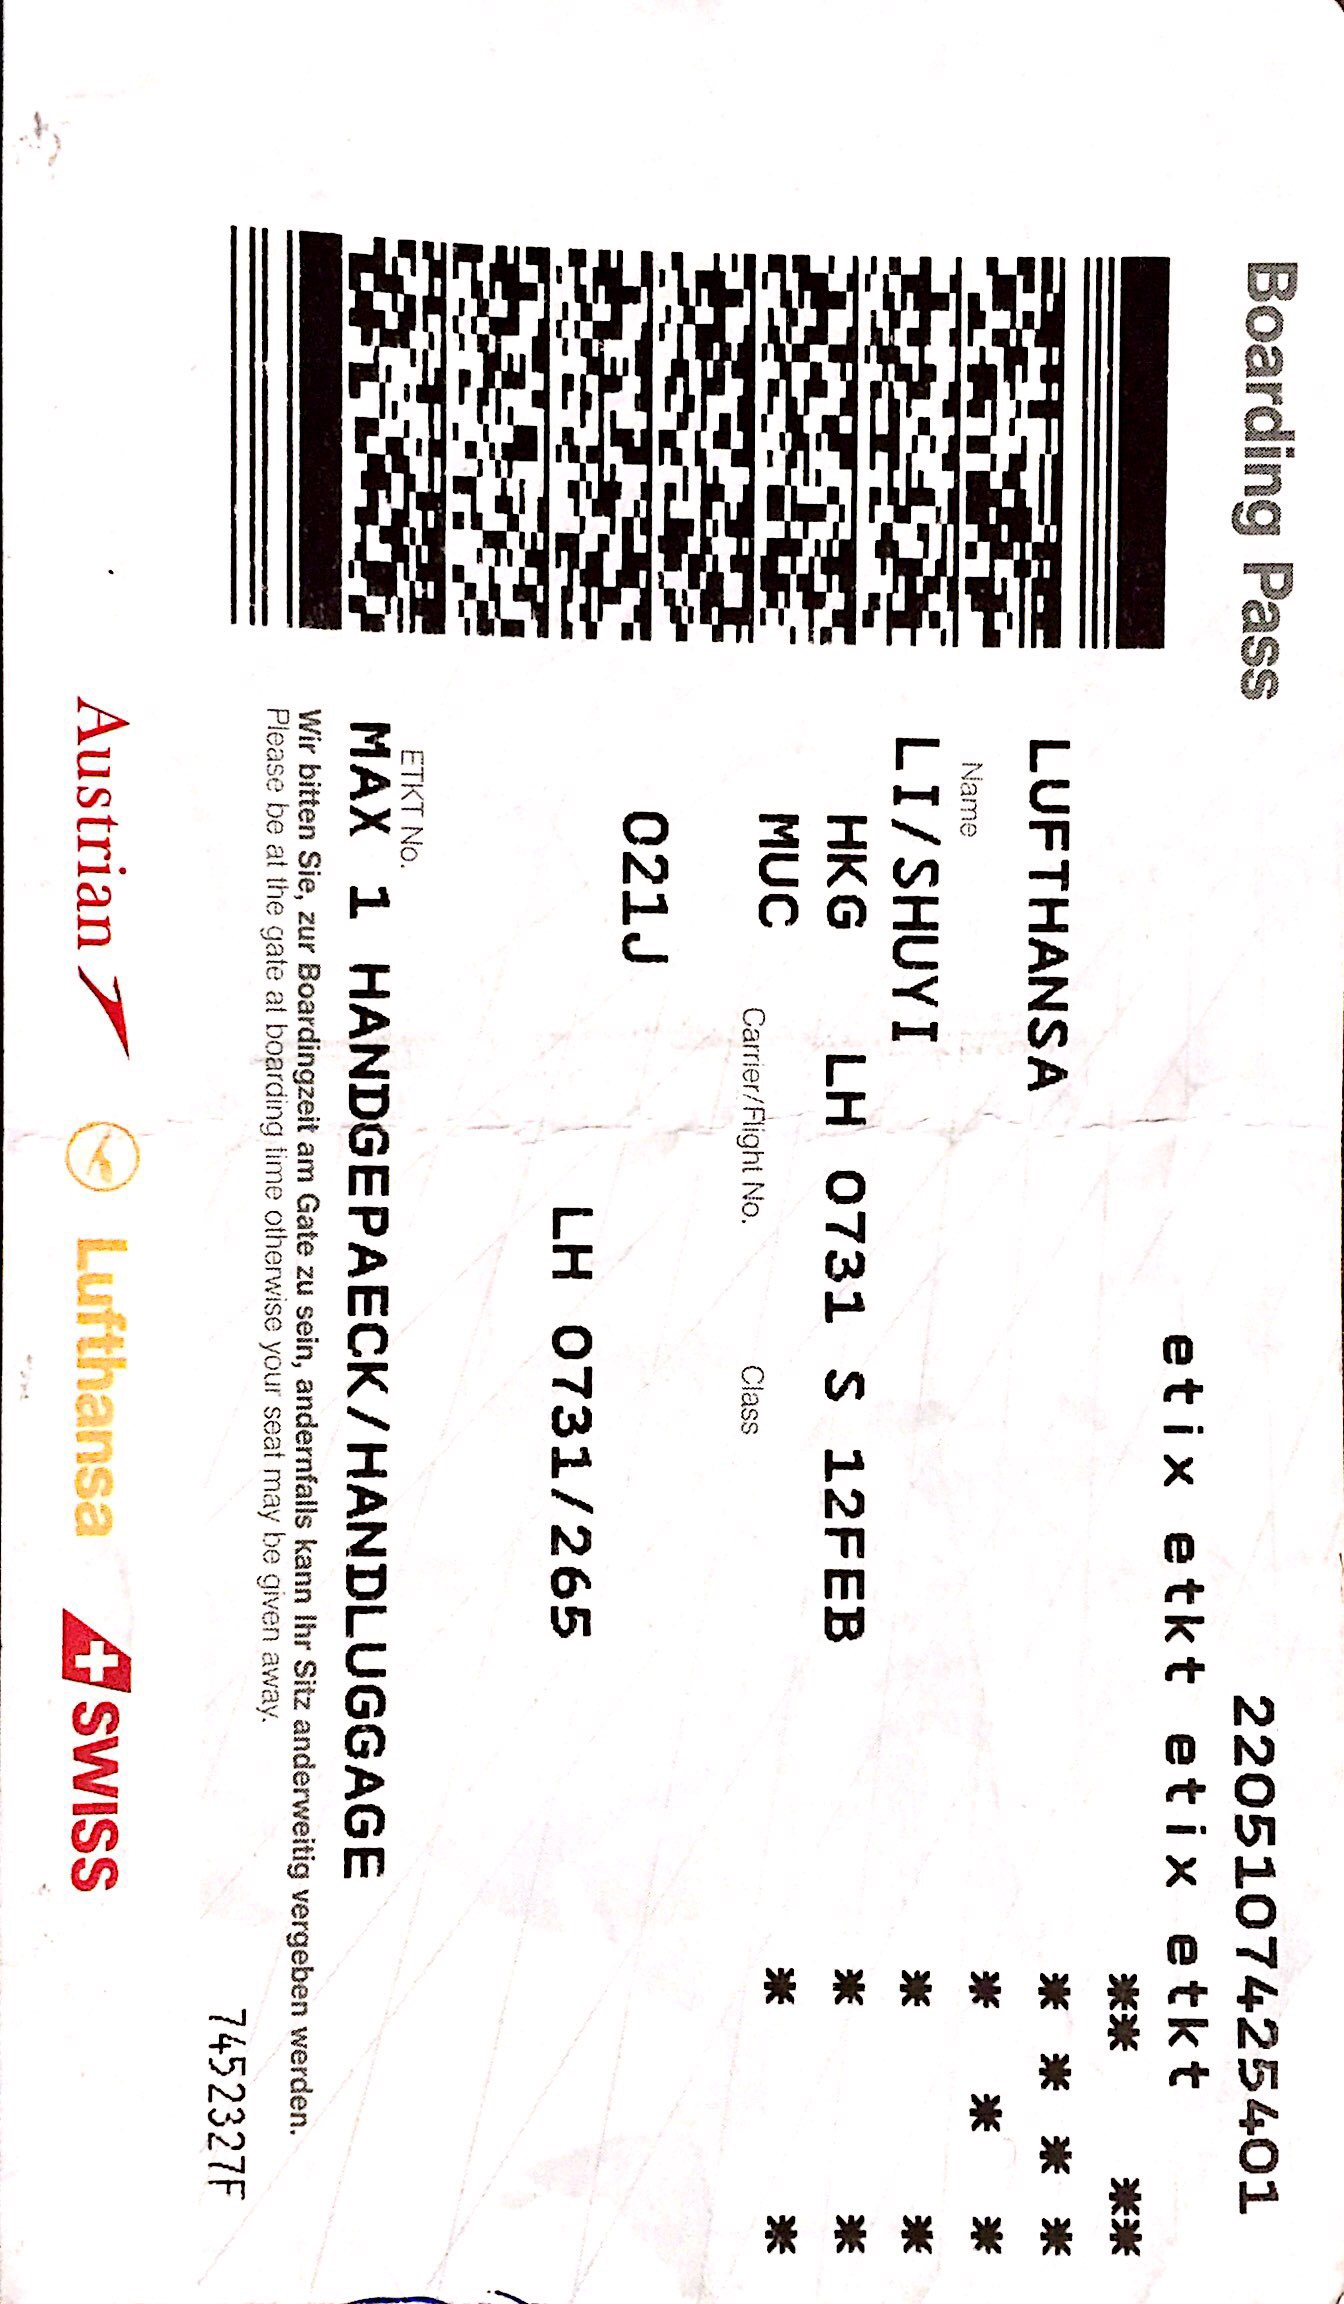 Boarding Pass
2205107425401
etix etkt etix etkt
** **
LUFTHANSA * * * *
Name * * *
LI/SHUYI * *
HKG LH 0731 S 12FEB * *
MUC * *
Carrier/Flight No. Class
021J
LH 0731/265
ETKT No.
MAX 1 HANDGEPAECK/HANDLUGGAGE
Wir bitten Sie, zur Boardingzeit am Gate zu sein, andernfalls kann Ihr Sitz anderweitig vergeben werden.
Please be at the gate at boarding time otherwise your seat may be given away.
7452327F
Austrian Lufthansa SWISS